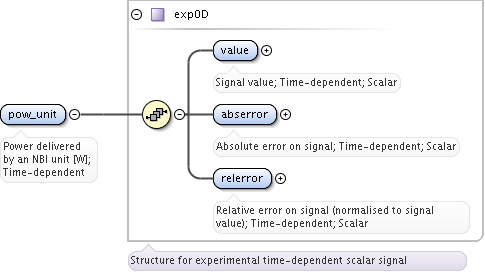 exp0D
value
Signal value; Time-dependent; Scalar
pow_unit
Power delivered
by an NBI unit [W];
Time-dependent
abserror
Absolute error on signal; Time-dependent; Scalar
relerror
Relative error on signal (normalised to signal
value); Time-dependent; Scalar
Structure for experimental time-dependent scalar signal